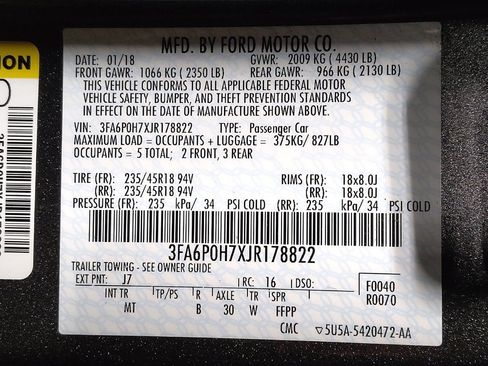 MFD. BY FORD MOTOR CO.
DATE: 01/18 GVWR: 2009 KG ( 4430 LB)
FRONT GAWR: 1066 KG ( 2350 LB) REAR GAWR: 966 KG ( 2130 LB)
THIS VEHICLE CONFORMS TO ALL APPLICABLE FEDERAL MOTOR
VEHICLE SAFETY, BUMPER, AND THEFT PREVENTION STANDARDS
IN EFFECT ON THE DATE OF MANUFACTURE SHOWN ABOVE.
VIN: 3FA6P0H7XJR178822 TYPE: Passenger Car
MAXIMUM LOAD = OCCUPANTS + LUGGAGE = 375KG/ 827LB
OCCUPANTS = 5 TOTAL; 2 FRONT, 3 REAR
TIRE (FR): 235/45R18 94V RIMS (FR): 18x8.0J
(RR): 235/45R18 94V (RR): 18x8.0J
PRESSURE (FR): 235 kPa/ 34 PSI COLD (RR): 235 kPa/ 34 PSI COLD
3FA6P0H7XJR178822
TRAILER TOWING - SEE OWNER GUIDE
EXT PNT: J7 RC: 16 DSO: F0040
INT TR TP/PS R AXLE TR SPR R0070
MT B 30 W FFPP
CMC 5U5A-5420472-AA